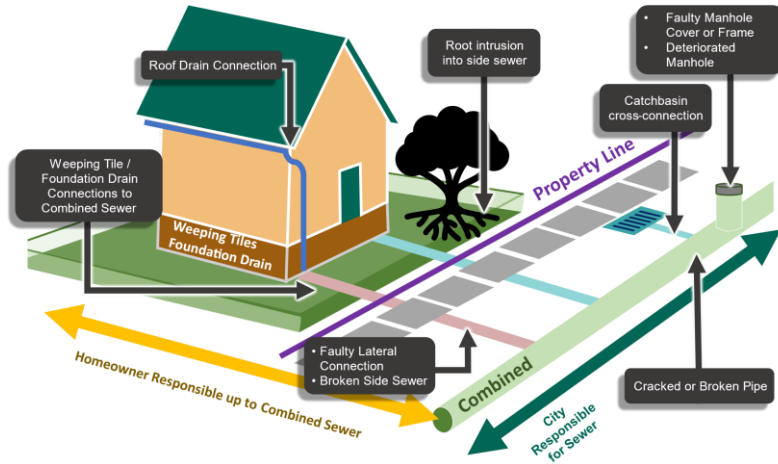 Roof Drain Connection
Root intrusion
into side sewer
• Faulty Manhole
Cover or Frame
• Deteriorated
Manhole
Catchbasin
cross-connection
Weeping Tile /
Foundation Drain
Connections to
Combined Sewer
Property Line
Weeping Tiles
Foundation Drain
• Faulty Lateral
Connection
• Broken Side Sewer
Combined
Cracked or Broken Pipe
Homeowner Responsible up to Combined Sewer
City
Responsible
for Sewer